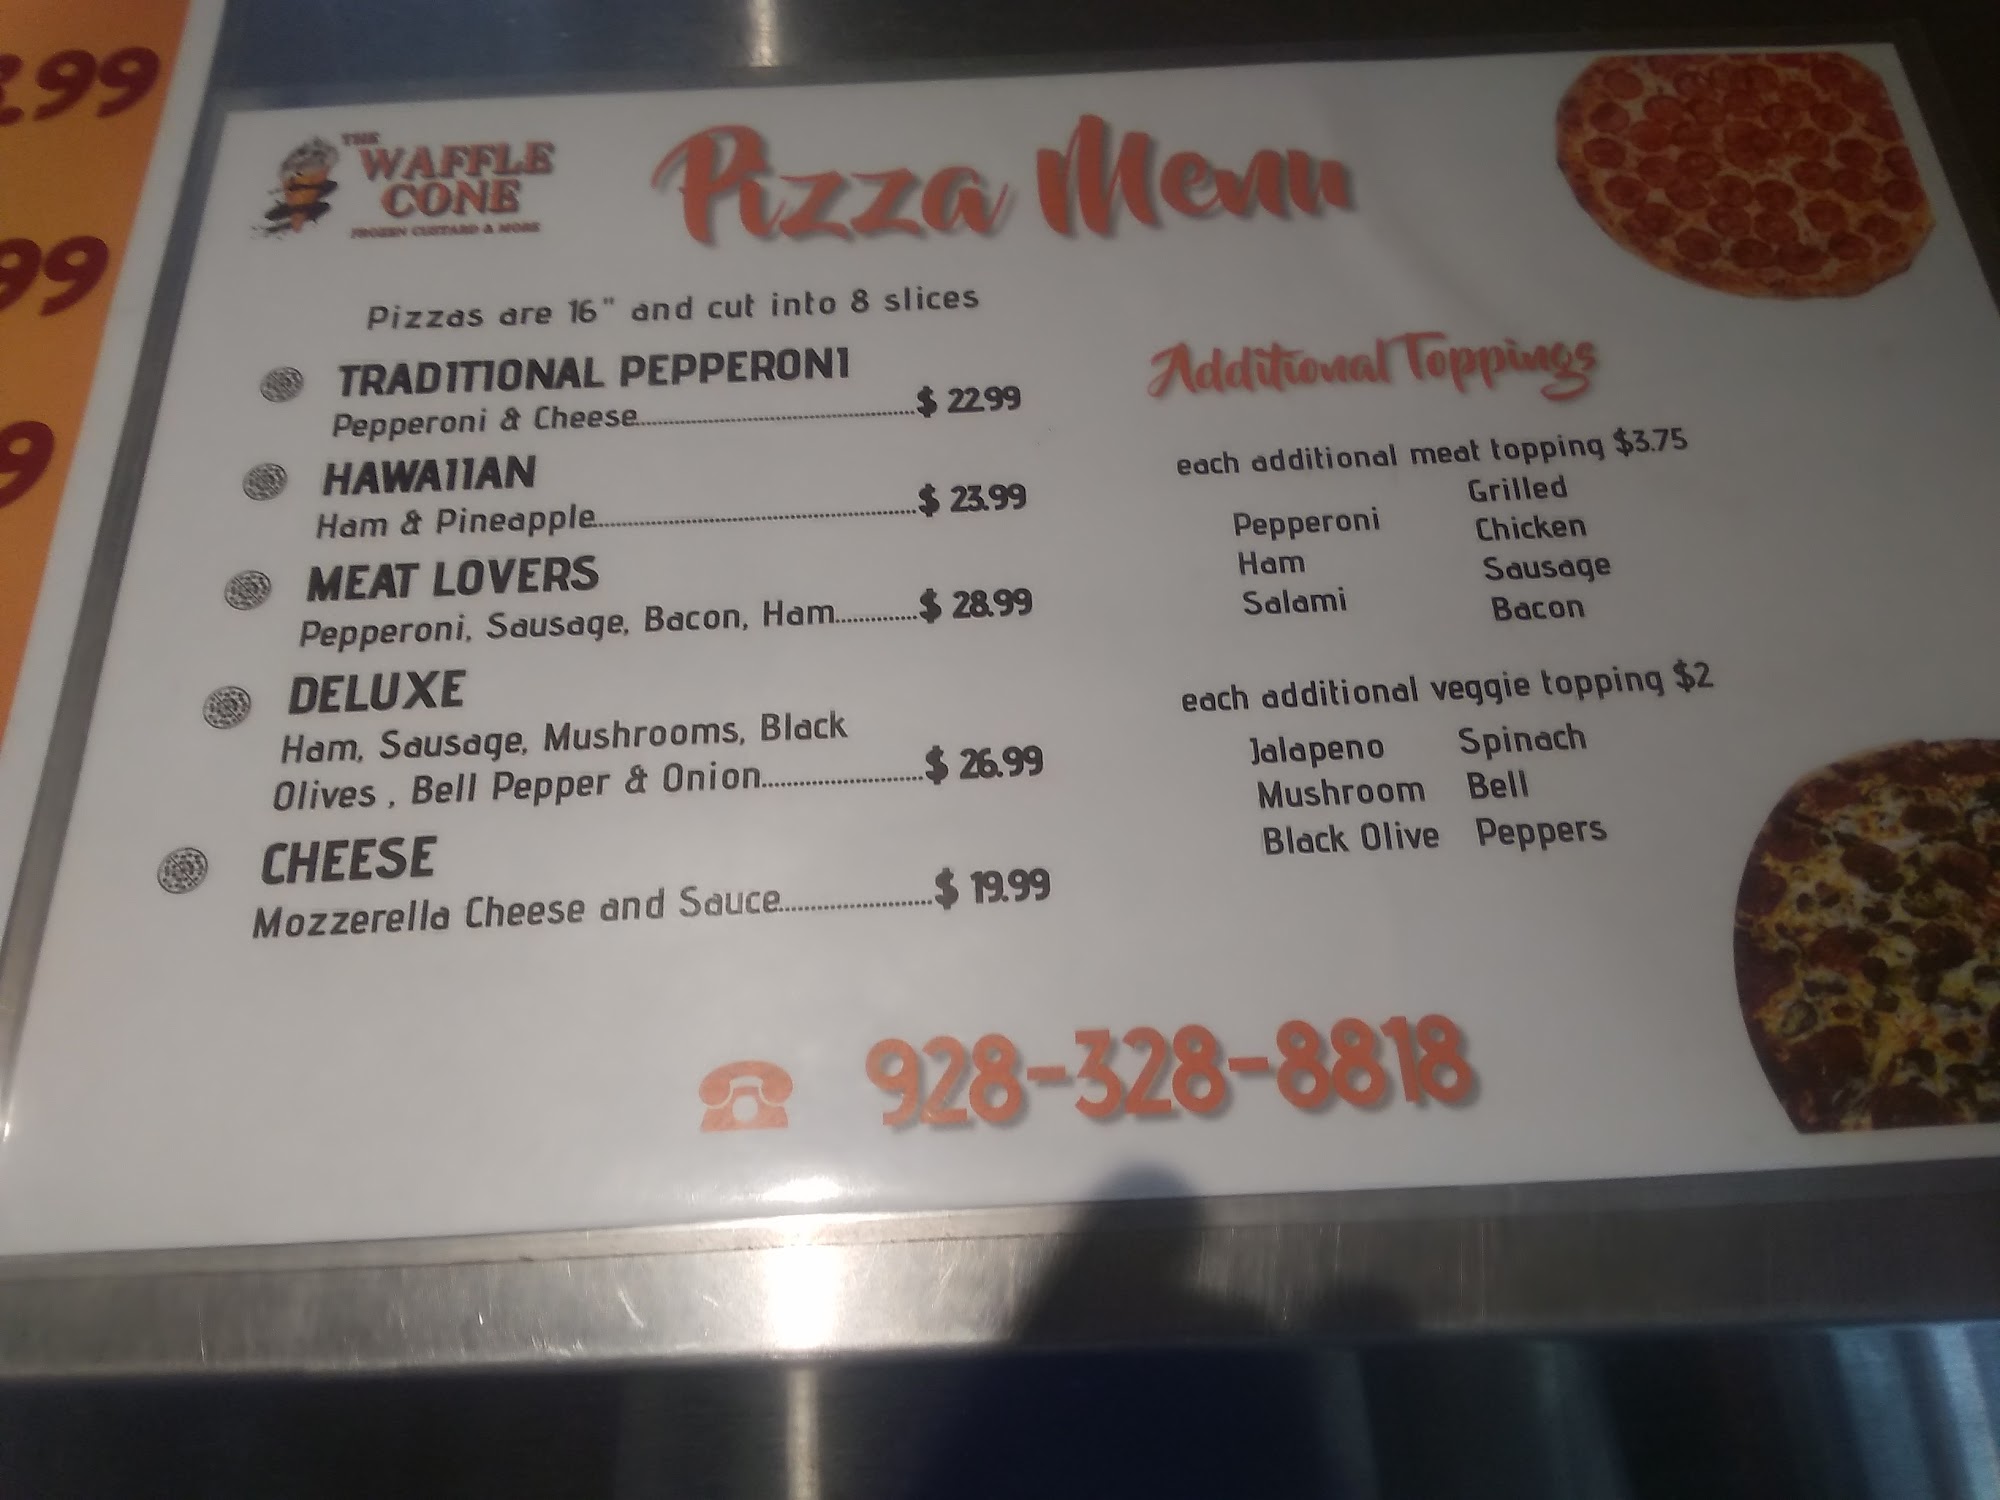 .99
99
9
THE
WAFFLE
CONE
FROZEN CUSTARD & MORE
Pizza Menu
Pizzas are 16" and cut into 8 slices
TRADITIONAL PEPPERONI
Pepperoni & Cheese $ 22.99
HAWAIIAN
Ham & Pineapple $ 23.99
MEAT LOVERS
Pepperoni, Sausage, Bacon, Ham $ 28.99
DELUXE
Ham, Sausage, Mushrooms, Black
Olives , Bell Pepper & Onion $ 26.99
CHEESE
Mozzerella Cheese and Sauce $ 19.99
Additional Toppings
each additional meat topping $3.75
Pepperoni
Ham
Salami
Grilled
Chicken
Sausage
Bacon
each additional veggie topping $2
Jalapeno
Mushroom
Black Olive
Spinach
Bell
Peppers
928-328-8818